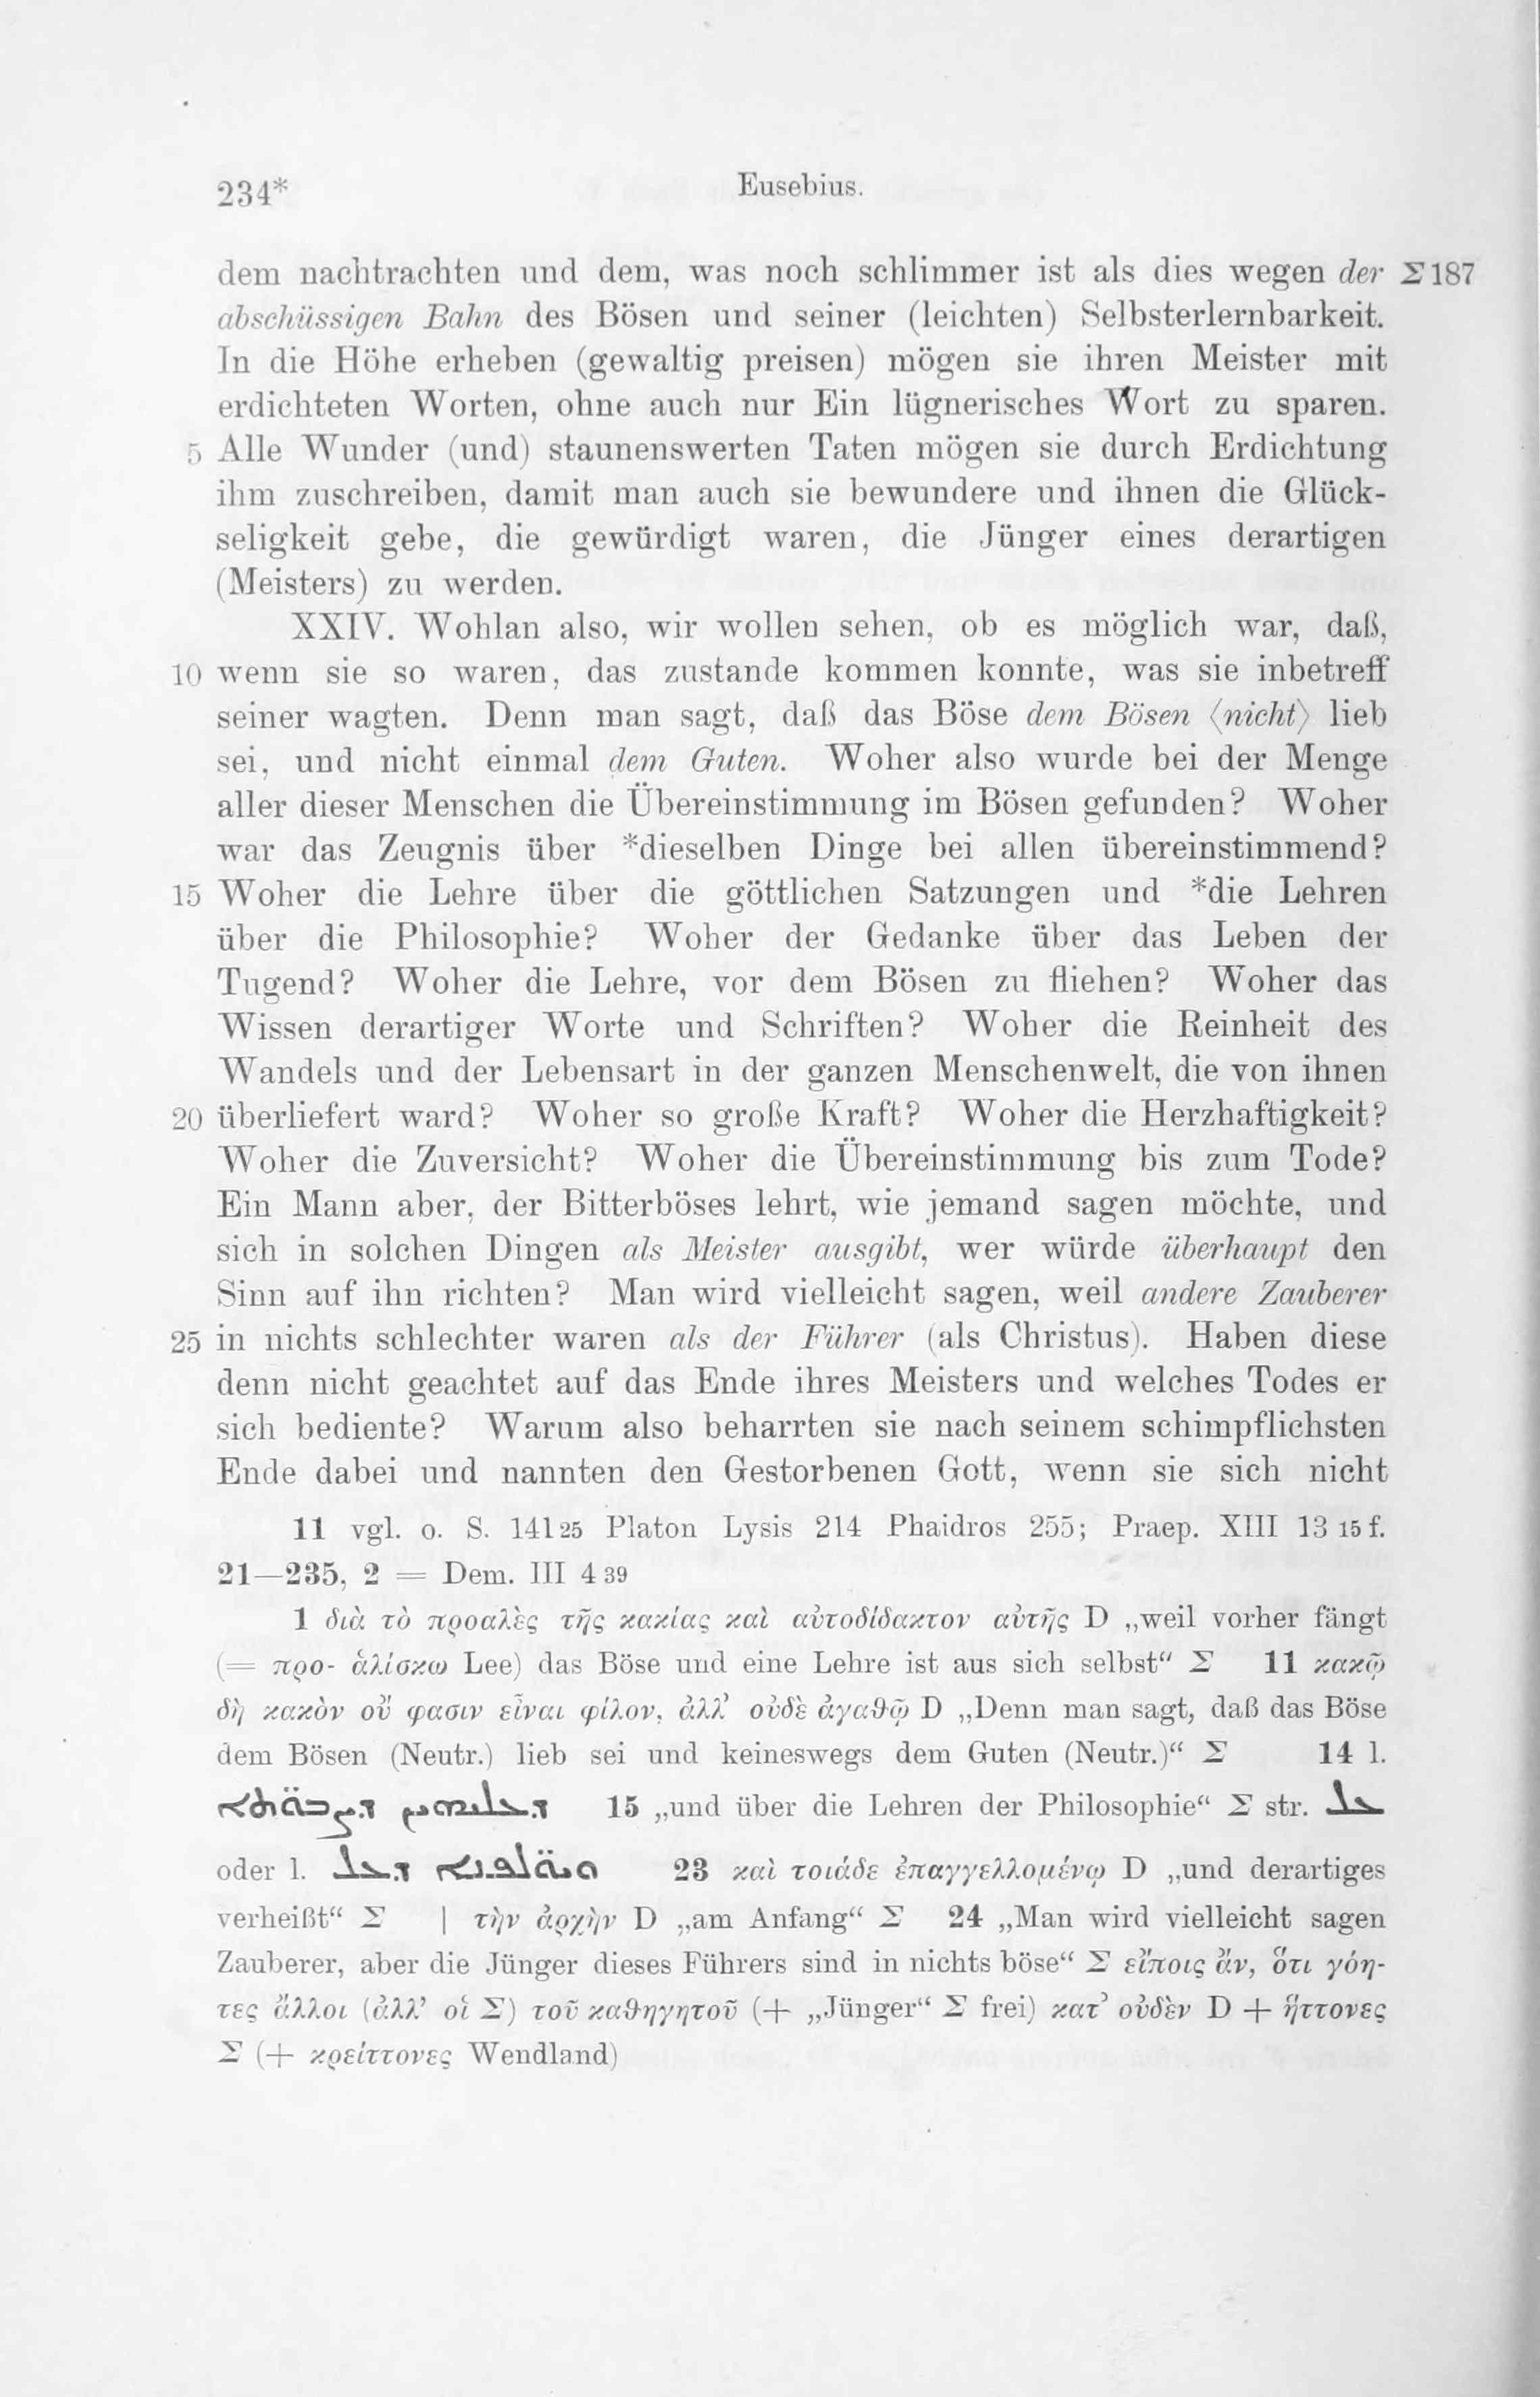 234*
Eusebius.
dem nachtrachten und dem, was noch schlimmer ist als dies wegen der Σ187
abschüssigen Bahn des Bösen und seiner (leichten) Selbsterlernbarkeit.
In die Höhe erheben (gewaltig preisen) mögen sie ihren Meister mit
erdichteten Worten, ohne auch nur Ein lügnerisches Wort zu sparen.
5 Alle Wunder (und) staunenswerten Taten mögen sie durch Erdichtung
ihm zuschreiben, damit man auch sie bewundere und ihnen die Glück-
seligkeit gebe, die gewürdigt waren, die Jünger eines derartigen
(Meisters) zu werden.
XXIV. Wohlan also, wir wollen sehen, ob es möglich war, daß,
10 wenn sie so waren, das zustande kommen konnte, was sie inbetreff
seiner wagten. Denn man sagt, daß das Böse dem Bösen ⟨nicht⟩ lieb
sei, und nicht einmal dem Guten. Woher also wurde bei der Menge
aller dieser Menschen die Übereinstimmung im Bösen gefunden? Woher
war das Zeugnis über *dieselben Dinge bei allen übereinstimmend?
15 Woher die Lehre über die göttlichen Satzungen und *die Lehren
über die Philosophie? Woher der Gedanke über das Leben der
Tugend? Woher die Lehre, vor dem Bösen zu fliehen? Woher das
Wissen derartiger Worte und Schriften? Woher die Reinheit des
Wandels und der Lebensart in der ganzen Menschenwelt, die von ihnen
20 überliefert ward? Woher so große Kraft? Woher die Herzhaftigkeit?
Woher die Zuversicht? Woher die Übereinstimmung bis zum Tode?
Ein Mann aber, der Bitterböses lehrt, wie jemand sagen möchte, und
sich in solchen Dingen als Meister ausgibt, wer würde überhaupt den
Sinn auf ihn richten? Man wird vielleicht sagen, weil andere Zauberer
25 in nichts schlechter waren als der Führer (als Christus). Haben diese
denn nicht geachtet auf das Ende ihres Meisters und welches Todes er
sich bediente? Warum also beharrten sie nach seinem schimpflichsten
Ende dabei und nannten den Gestorbenen Gott, wenn sie sich nicht
11 vgl. o. S. 141 25 Platon Lysis 214 Phaidros 255; Praep. XIII 13 15 f.
21—235, 2 = Dem. III 4 39
1 διὰ τὸ προαλὲς τῆς κακίας καὶ αὐτοδίδακτον αὐτῆς D „weil vorher fängt
(= προ- ἁλίσκω Lee) das Böse und eine Lehre ist aus sich selbst“ Σ 11 κακῷ
δὴ κακὸν οὔ φασιν εἶναι φίλον, ἀλλ’ οὐδὲ ἀγαθῷ D „Denn man sagt, daß das Böse
dem Bösen (Neutr.) lieb sei und keineswegs dem Guten (Neutr.)“ Σ 14 l.
15 „und über die Lehren der Philosophie“ Σ str. ܥܠ
oder l. 23 καὶ τοιάδε ἐπαγγελλομένῳ D „und derartiges
verheißt“ Σ | τὴν ἀρχὴν D „am Anfang“ Σ 24 „Man wird vielleicht sagen
Zauberer, aber die Jünger dieses Führers sind in nichts böse“ Σ εἴποις ἄν, ὅτι γόη-
τες ἄλλοι (ἀλλ’ οἱ Σ) τοῦ καθηγητοῦ (+ „Jünger“ Σ frei) κατ’ οὐδὲν D + ἥττονες
Σ (+ κρείττονες Wendland)